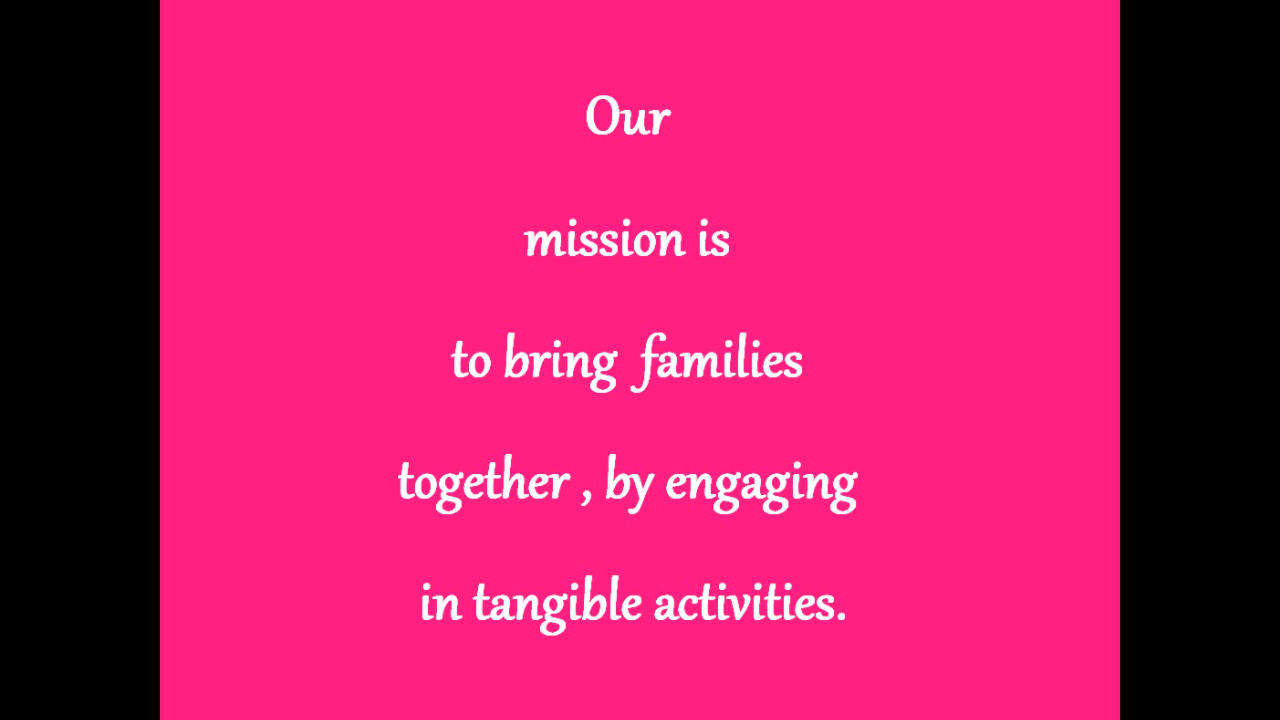 Our
mission is
to bring families
together , by engaging
in tangible activities.